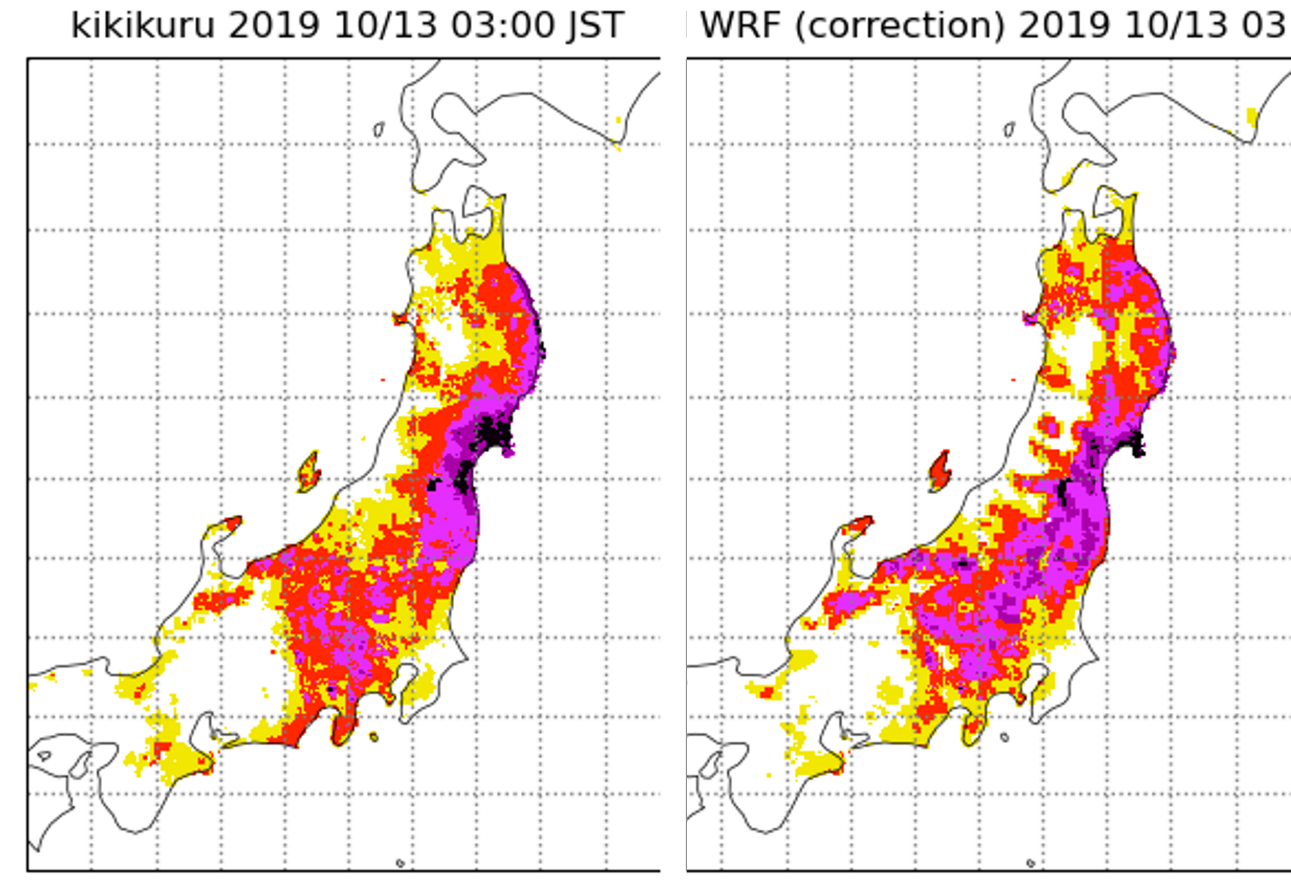 kikikuru 2019 10/13 03:00 JST
WRF (correction) 2019 10/13 03